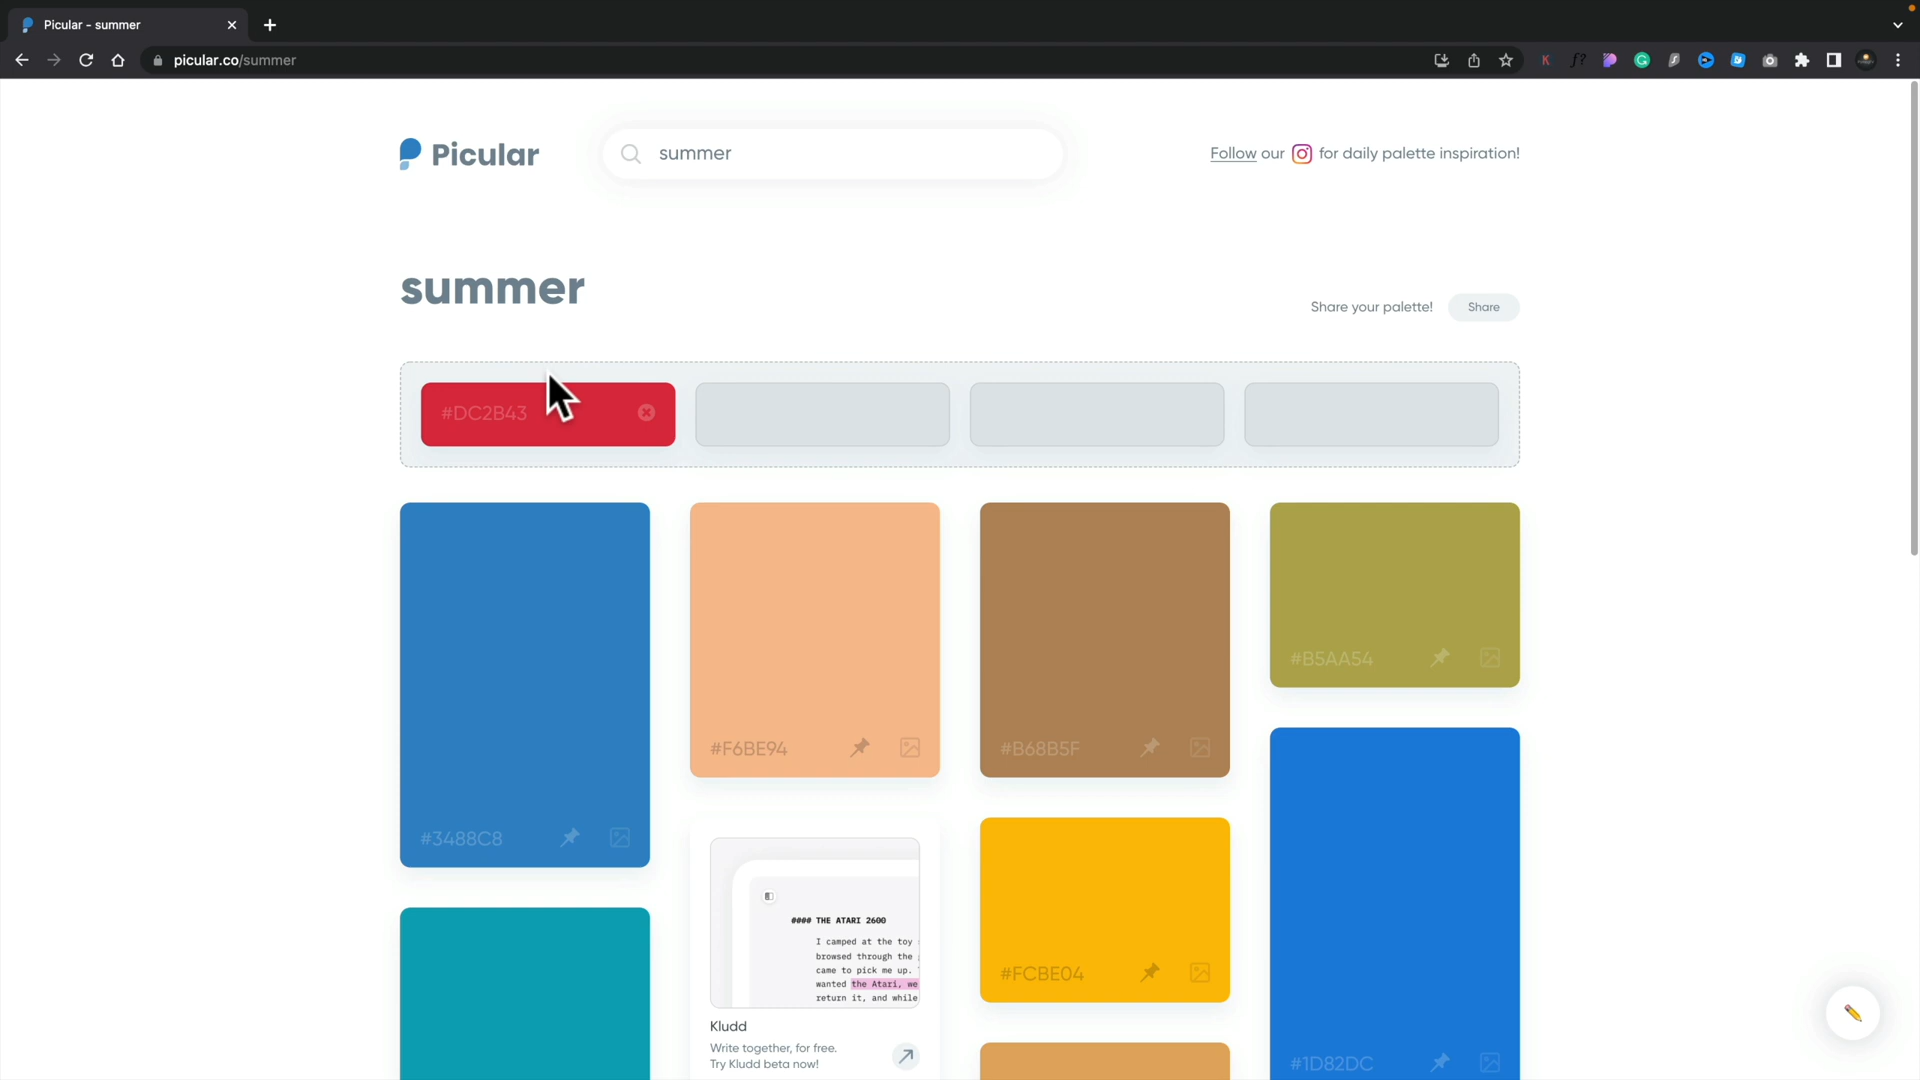 Picular - summer
picular.co/summer
Picular
summer
Follow our for daily palette inspiration!
summer
Share your palette!
Share
#DC2B43
#B5AA54
#F6BE94
#B68B5F
#3488C8
#### THE ATARI 2600
I camped at the toy
browsed through the
came to pick me up.
wanted the Atari, we
return it, and while
#FCBE04
Kludd
Write together, for free.
Try Kludd beta now!
#1D82DC